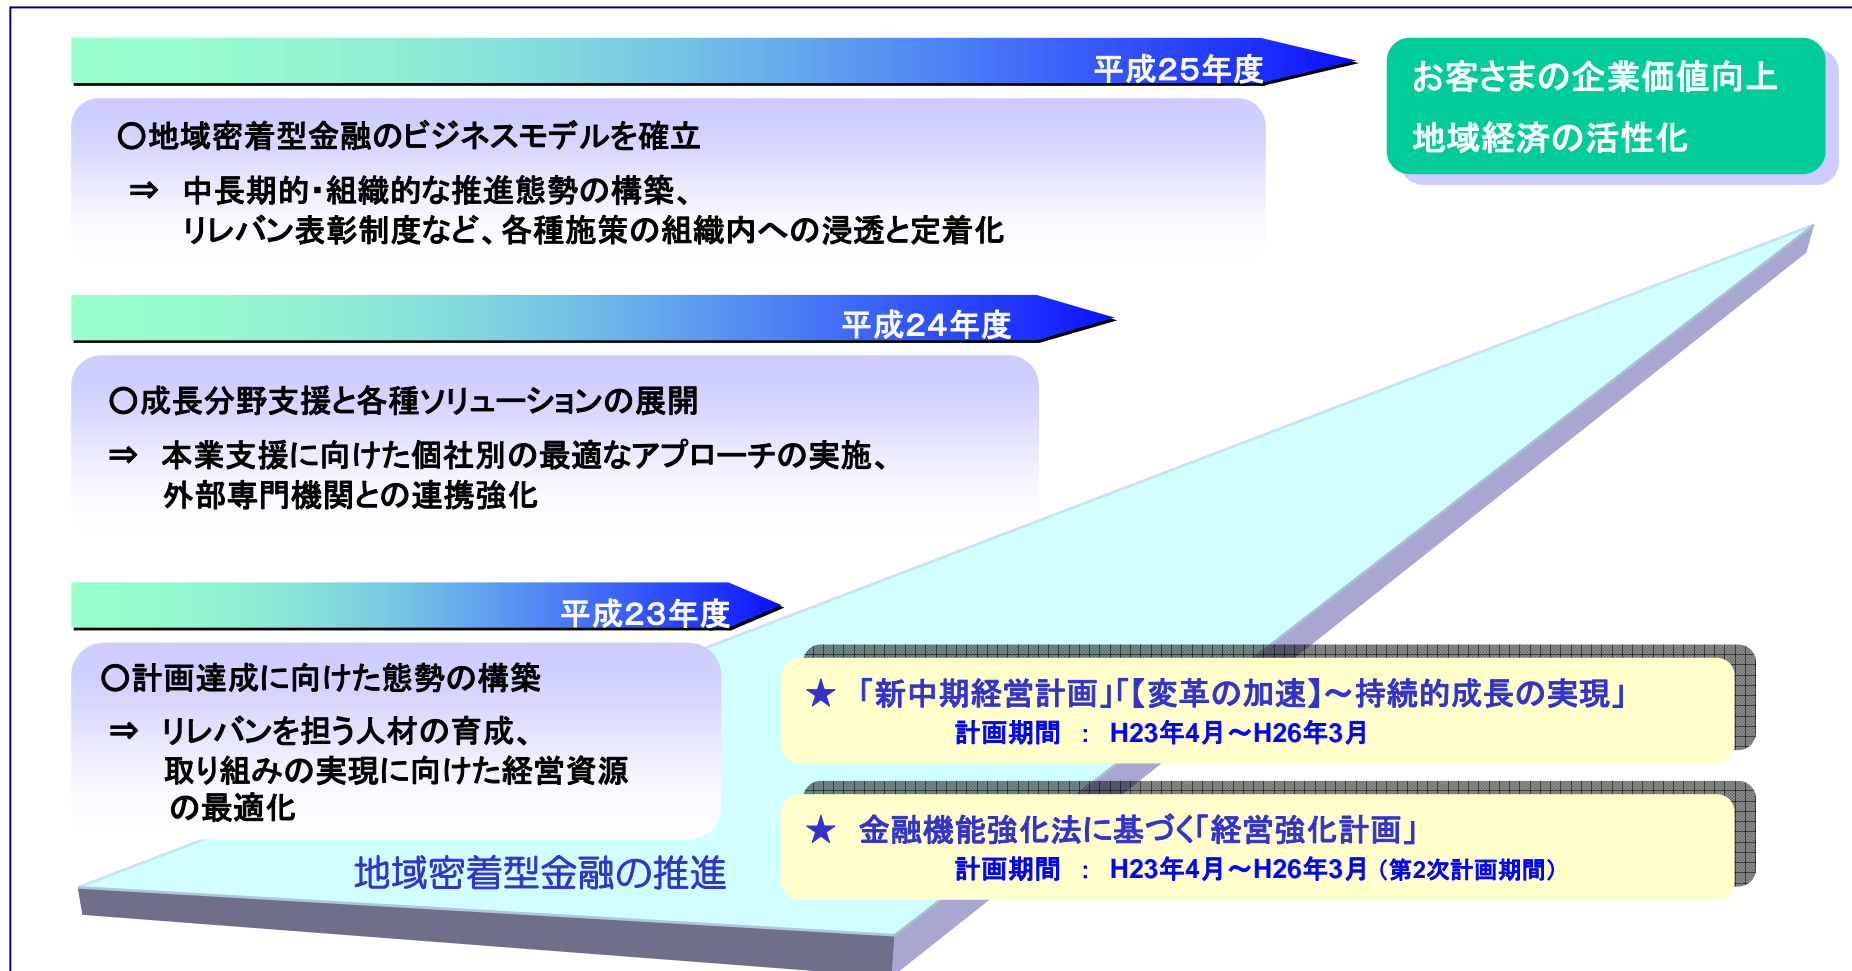 平成25年度
お客さまの企業価値向上
地域経済の活性化
○地域密着型金融のビジネスモデルを確立
⇒ 中長期的・組織的な推進態勢の構築、
リレバン表彰制度など、各種施策の組織内への浸透と定着化
平成24年度
○成長分野支援と各種ソリューションの展開
⇒ 本業支援に向けた個社別の最適なアプローチの実施、
外部専門機関との連携強化
平成23年度
○計画達成に向けた態勢の構築
⇒ リレバンを担う人材の育成、
取り組みの実現に向けた経営資源
の最適化
★ 「新中期経営計画」「【変革の加速】～持続的成長の実現」
計画期間 : H23年4月～H26年3月
★ 金融機能強化法に基づく「経営強化計画」
計画期間 : H23年4月～H26年3月（第2次計画期間）
地域密着型金融の推進